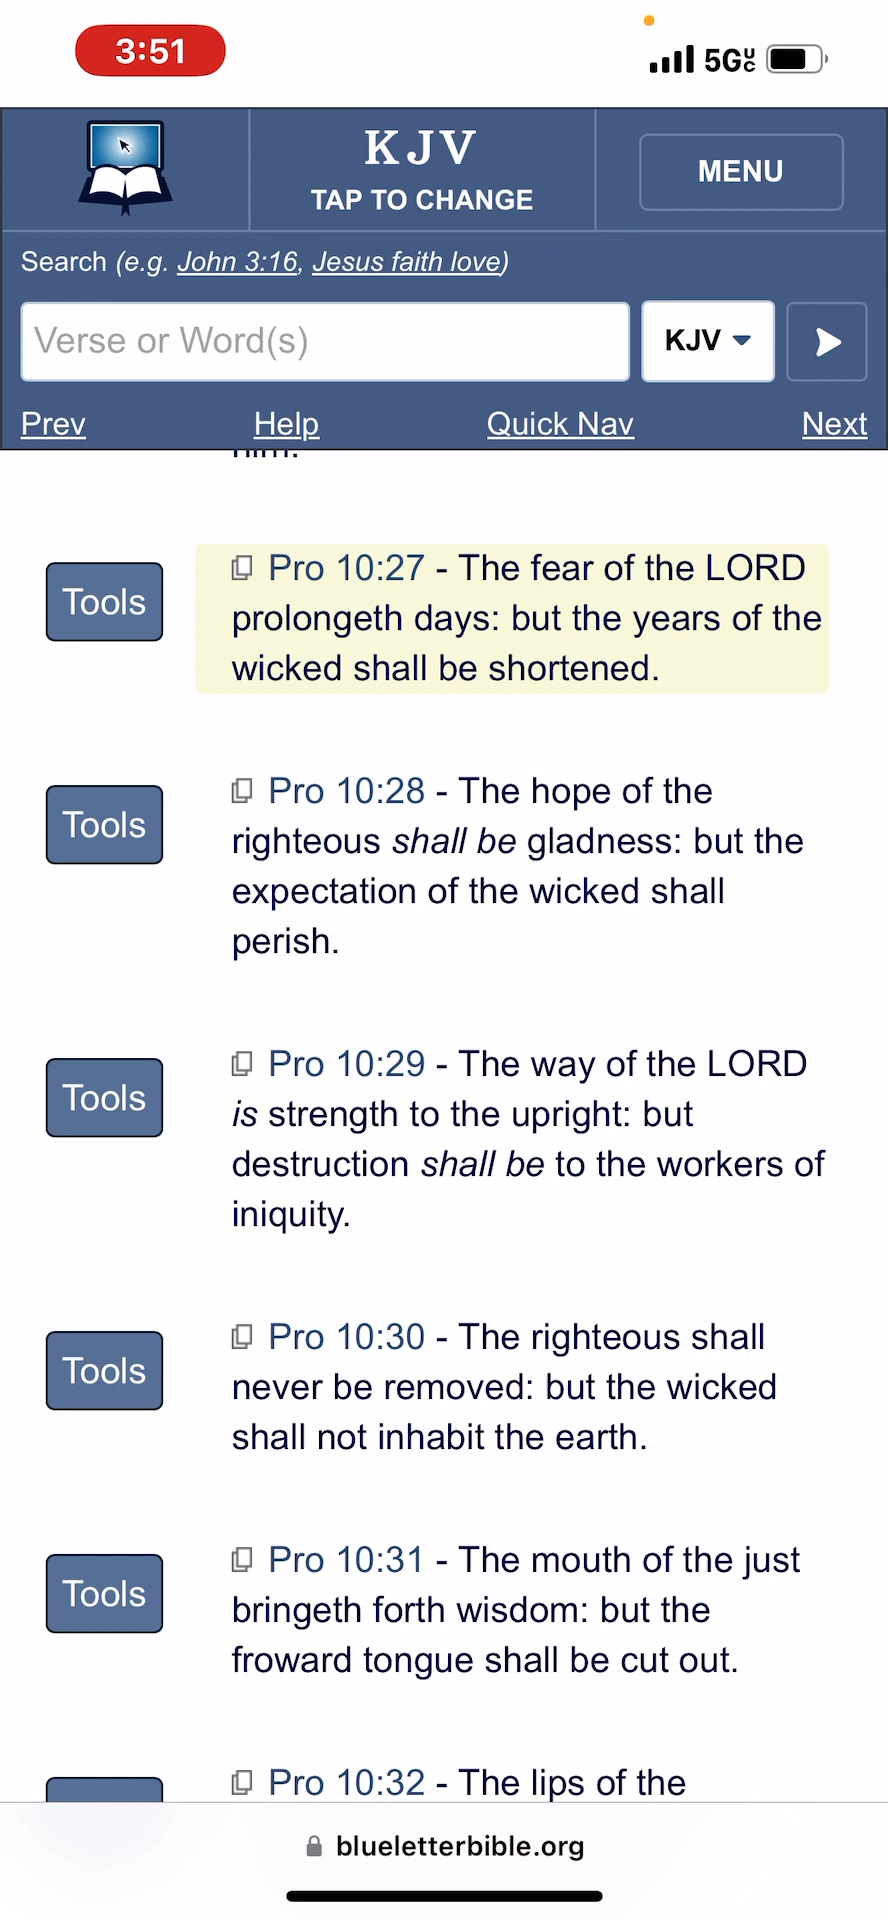 3:51
5G UC
KJV
TAP TO CHANGE
MENU
Search (e.g. John 3:16, Jesus faith love)
Verse or Word(s)
KJV
Prev
Help
Quick Nav
Next
him.
Tools
Pro 10:27 - The fear of the LORD
prolongeth days: but the years of the
wicked shall be shortened.
Tools
Pro 10:28 - The hope of the
righteous shall be gladness: but the
expectation of the wicked shall
perish.
Tools
Pro 10:29 - The way of the LORD
is strength to the upright: but
destruction shall be to the workers of
iniquity.
Tools
Pro 10:30 - The righteous shall
never be removed: but the wicked
shall not inhabit the earth.
Tools
Pro 10:31 - The mouth of the just
bringeth forth wisdom: but the
froward tongue shall be cut out.
Pro 10:32 - The lips of the
blueletterbible.org